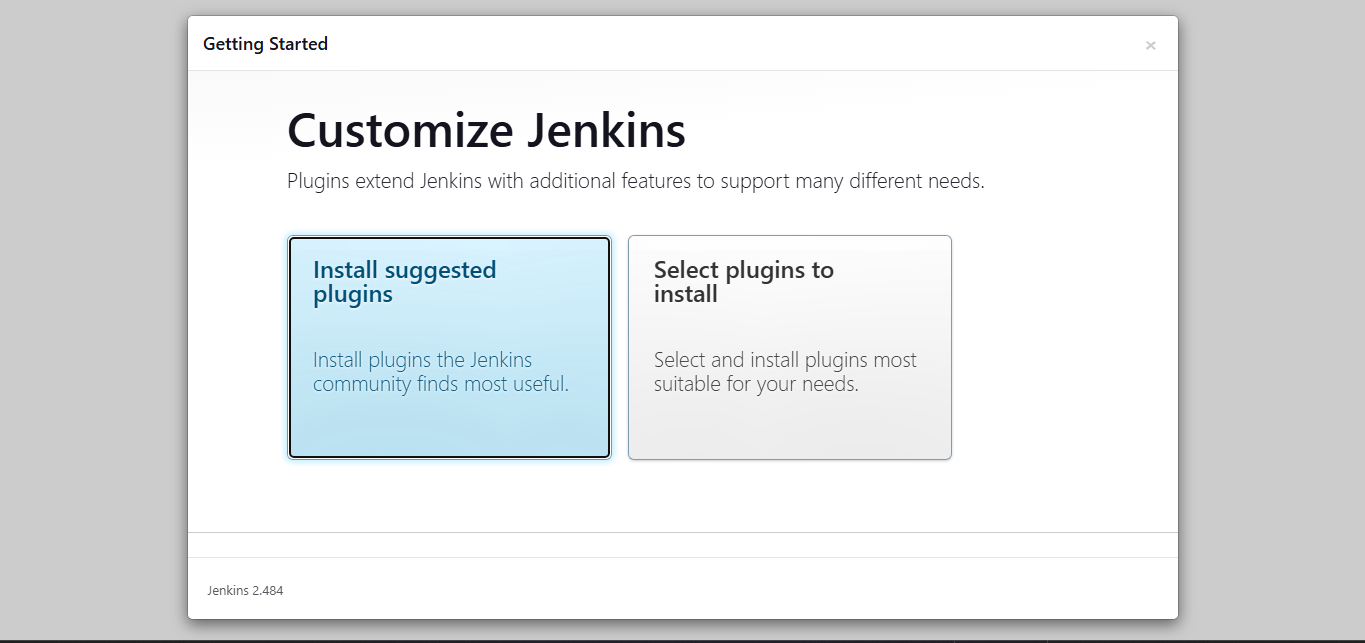 Getting Started
×
Customize Jenkins
Plugins extend Jenkins with additional features to support many different needs.
Install suggested
plugins
Install plugins the Jenkins
community finds most useful.
Select plugins to
install
Select and install plugins most
suitable for your needs.
Jenkins 2.484